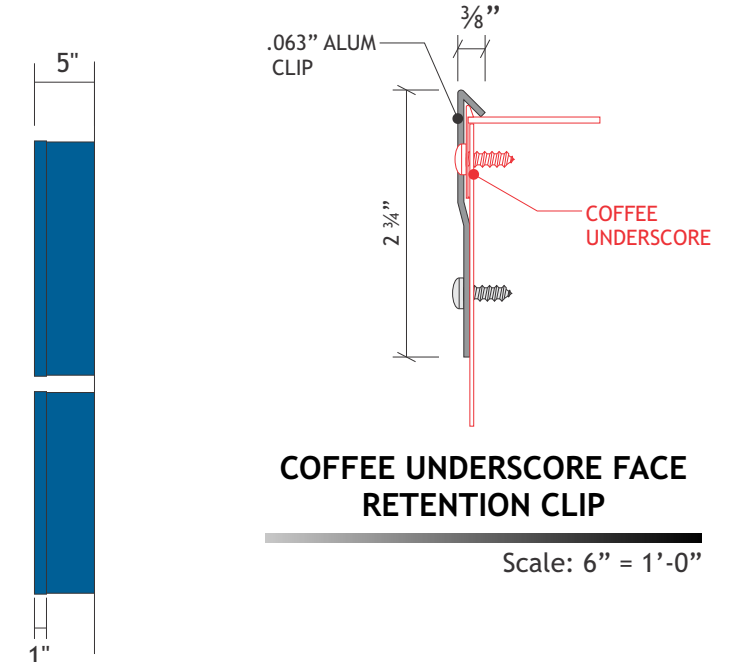 5"
⅜”
.063” ALUM
CLIP
2 ¾”
COFFEE
UNDERSCORE
COFFEE UNDERSCORE FACE
RETENTION CLIP
Scale: 6” = 1’-0”
1"